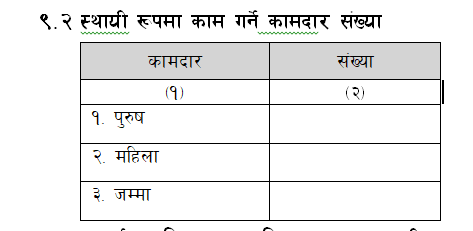 ९.२ स्थाय्री रूपमा काम गर्ने कामदार संख्या
कामदार संख्या
(१) (२)
१. पुरुष
२. महिला
३. जम्मा